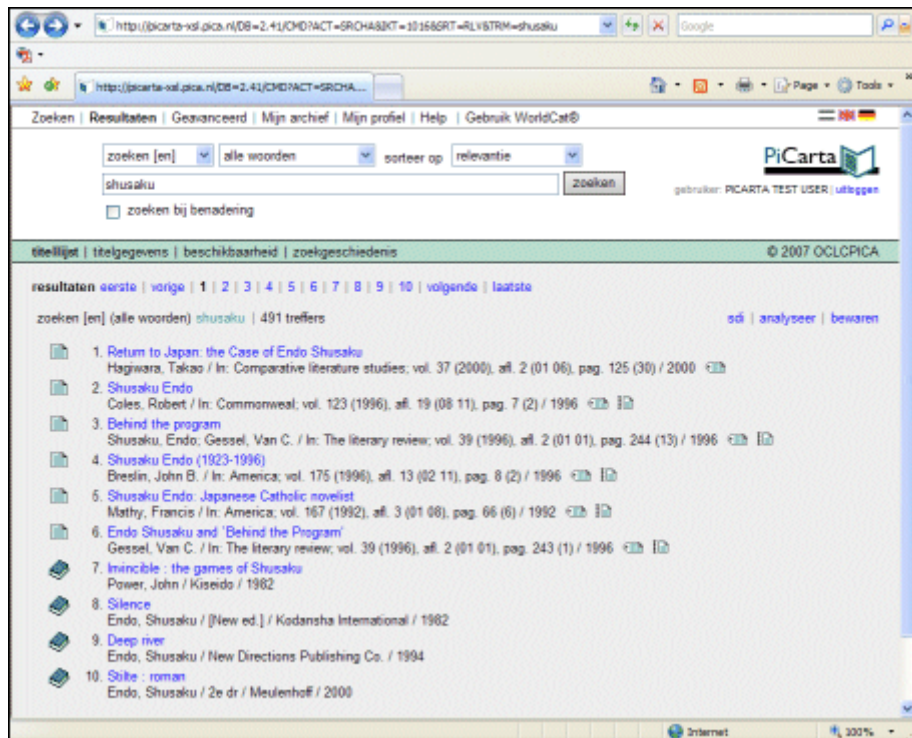 http://picarta-xsl.pica.nl/DB=2.41/CMD?ACT=SRCHA&IKT=1016&SRT=RLV&TRM=shusaku
Google
http://picarta-xsl.pica.nl/DB=2.41/CMD?ACT=SRCHA...
Page
Tools
Zoeken | Resultaten | Geavanceerd | Mijn archief | Mijn profiel | Help | Gebruik WorldCat®
zoeken [en] alle woorden sorteer op relevantie
PiCarta
shusaku zoeken
gebruiker: PICARTA TEST USER | uitloggen
zoeken bij benadering
titellijst | titelgegevens | beschikbaarheid | zoekgeschiedenis © 2007 OCLCPICA
resultaten eerste | vorige | 1 | 2 | 3 | 4 | 5 | 6 | 7 | 8 | 9 | 10 | volgende | laatste
zoeken [en] (alle woorden) shusaku | 491 treffers sdi | analyseer | bewaren
1. Return to Japan: the Case of Endo Shusaku
Hagiwara, Takao / In: Comparative literature studies; vol. 37 (2000), afl. 2 (01 06), pag. 125 (30) / 2000
2. Shusaku Endo
Coles, Robert / In: Commonweal; vol. 123 (1996), afl. 19 (08 11), pag. 7 (2) / 1996
3. Behind the program
Shusaku, Endo; Gessel, Van C. / In: The literary review; vol. 39 (1996), afl. 2 (01 01), pag. 244 (13) / 1996
4. Shusaku Endo (1923-1996)
Breslin, John B. / In: America; vol. 175 (1996), afl. 13 (02 11), pag. 8 (2) / 1996
5. Shusaku Endo: Japanese Catholic novelist
Mathy, Francis / In: America; vol. 167 (1992), afl. 3 (01 08), pag. 66 (6) / 1992
6. Endo Shusaku and 'Behind the Program'
Gessel, Van C. / In: The literary review; vol. 39 (1996), afl. 2 (01 01), pag. 243 (1) / 1996
7. Invincible : the games of Shusaku
Power, John / Kiseido / 1982
8. Silence
Endo, Shusaku / [New ed.] / Kodansha International / 1982
9. Deep river
Endo, Shusaku / New Directions Publishing Co. / 1994
10. Stilte : roman
Endo, Shusaku / 2e dr / Meulenhoff / 2000
Internet 100%